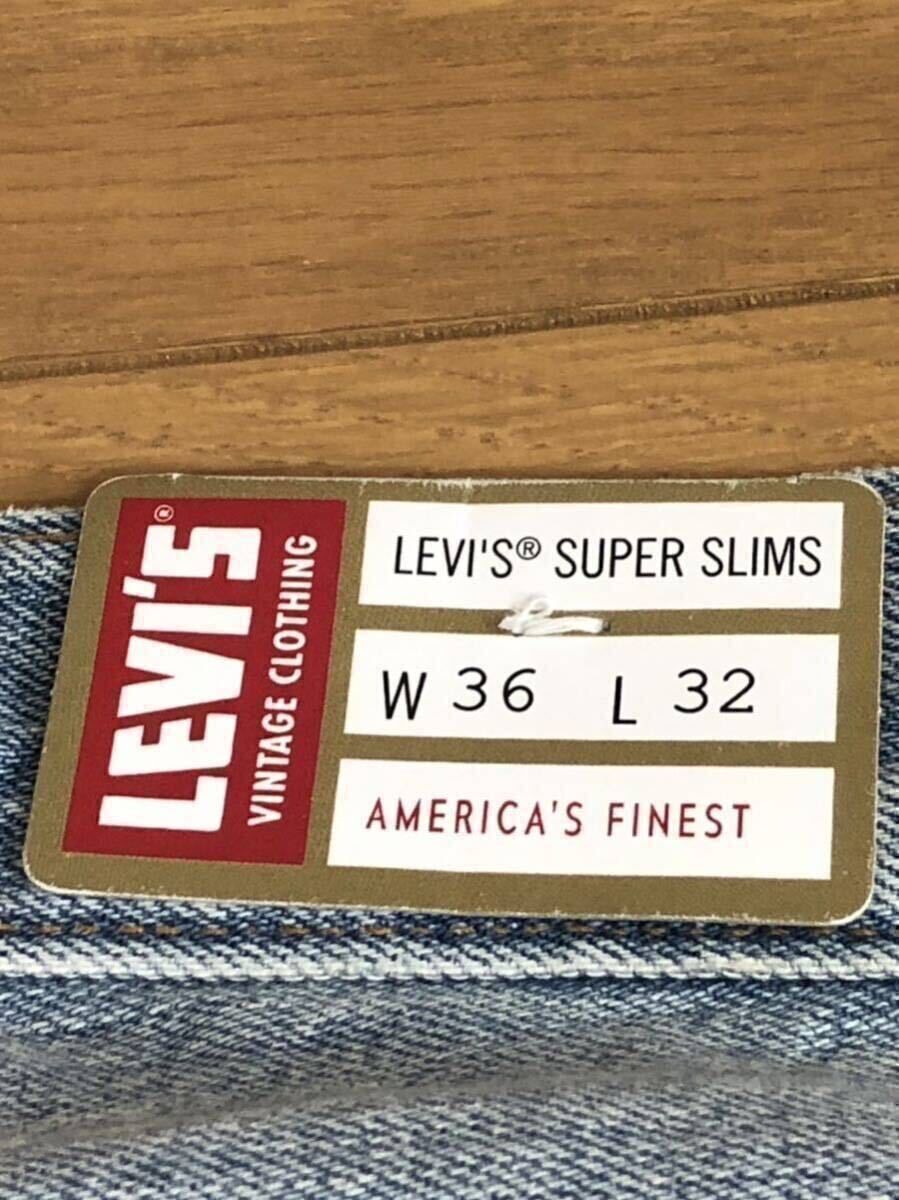 LEVI'S®
VINTAGE CLOTHING
LEVI'S® SUPER SLIMS
W 36 L 32
AMERICA'S FINEST